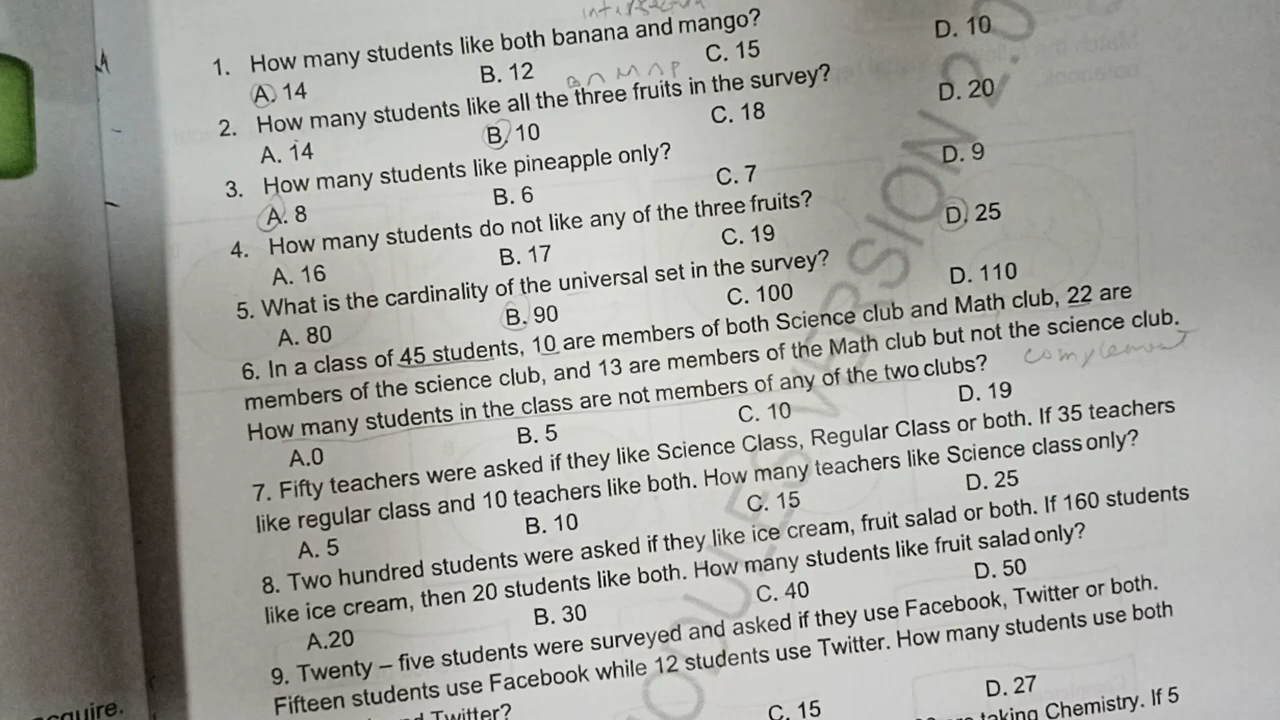 intersection
1. How many students like both banana and mango?
A. 14 B. 12 C. 15 D. 10
B ∩ M ∩ P
2. How many students like all the three fruits in the survey?
A. 14 B. 10 C. 18 D. 20
3. How many students like pineapple only?
A. 8 B. 6 C. 7 D. 9
4. How many students do not like any of the three fruits?
A. 16 B. 17 C. 19 D. 25
5. What is the cardinality of the universal set in the survey?
A. 80 B. 90 C. 100 D. 110
6. In a class of 45 students, 10 are members of both Science club and Math club, 22 are
members of the science club, and 13 are members of the Math club but not the science club.
How many students in the class are not members of any of the two clubs? complement
A.0 B. 5 C. 10 D. 19
7. Fifty teachers were asked if they like Science Class, Regular Class or both. If 35 teachers
like regular class and 10 teachers like both. How many teachers like Science class only?
A. 5 B. 10 C. 15 D. 25
8. Two hundred students were asked if they like ice cream, fruit salad or both. If 160 students
like ice cream, then 20 students like both. How many students like fruit salad only?
A.20 B. 30 C. 40 D. 50
9. Twenty – five students were surveyed and asked if they use Facebook, Twitter or both.
Fifteen students use Facebook while 12 students use Twitter. How many students use both
Twitter?
C. 15 D. 27
taking Chemistry. If 5
ODULES VERSION 2.0